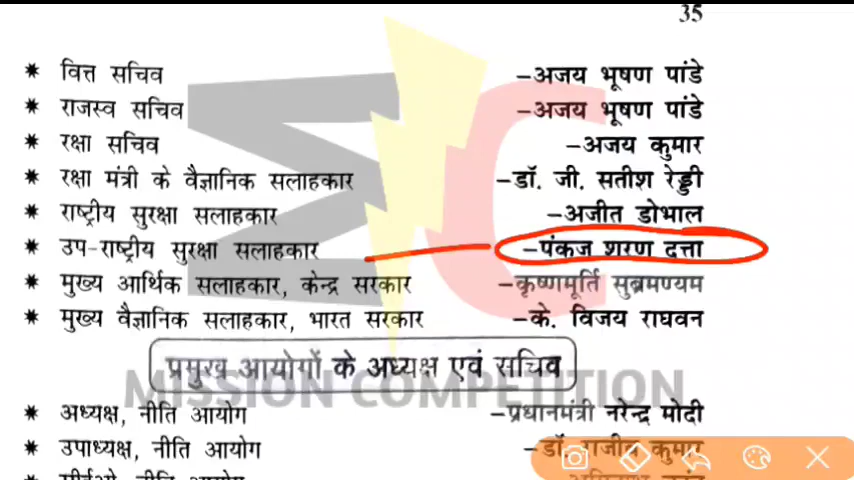 35
* वित्त सचिव –अजय भूषण पांडे
* राजस्व सचिव –अजय भूषण पांडे
* रक्षा सचिव –अजय कुमार
* रक्षा मंत्री के वैज्ञानिक सलाहकार –डॉ. जी. सतीश रेड्डी
* राष्ट्रीय सुरक्षा सलाहकार –अजीत डोभाल
* उप-राष्ट्रीय सुरक्षा सलाहकार –पंकज शरण दत्ता
* मुख्य आर्थिक सलाहकार, केन्द्र सरकार –कृष्णमूर्ति सुब्रमण्यम
* मुख्य वैज्ञानिक सलाहकार, भारत सरकार –के. विजय राघवन
प्रमुख आयोगों के अध्यक्ष एवं सचिव
MISSION COMPETITION
* अध्यक्ष, नीति आयोग –प्रधानमंत्री नरेन्द्र मोदी
* उपाध्यक्ष, नीति आयोग –डॉ. राजीव कुमार